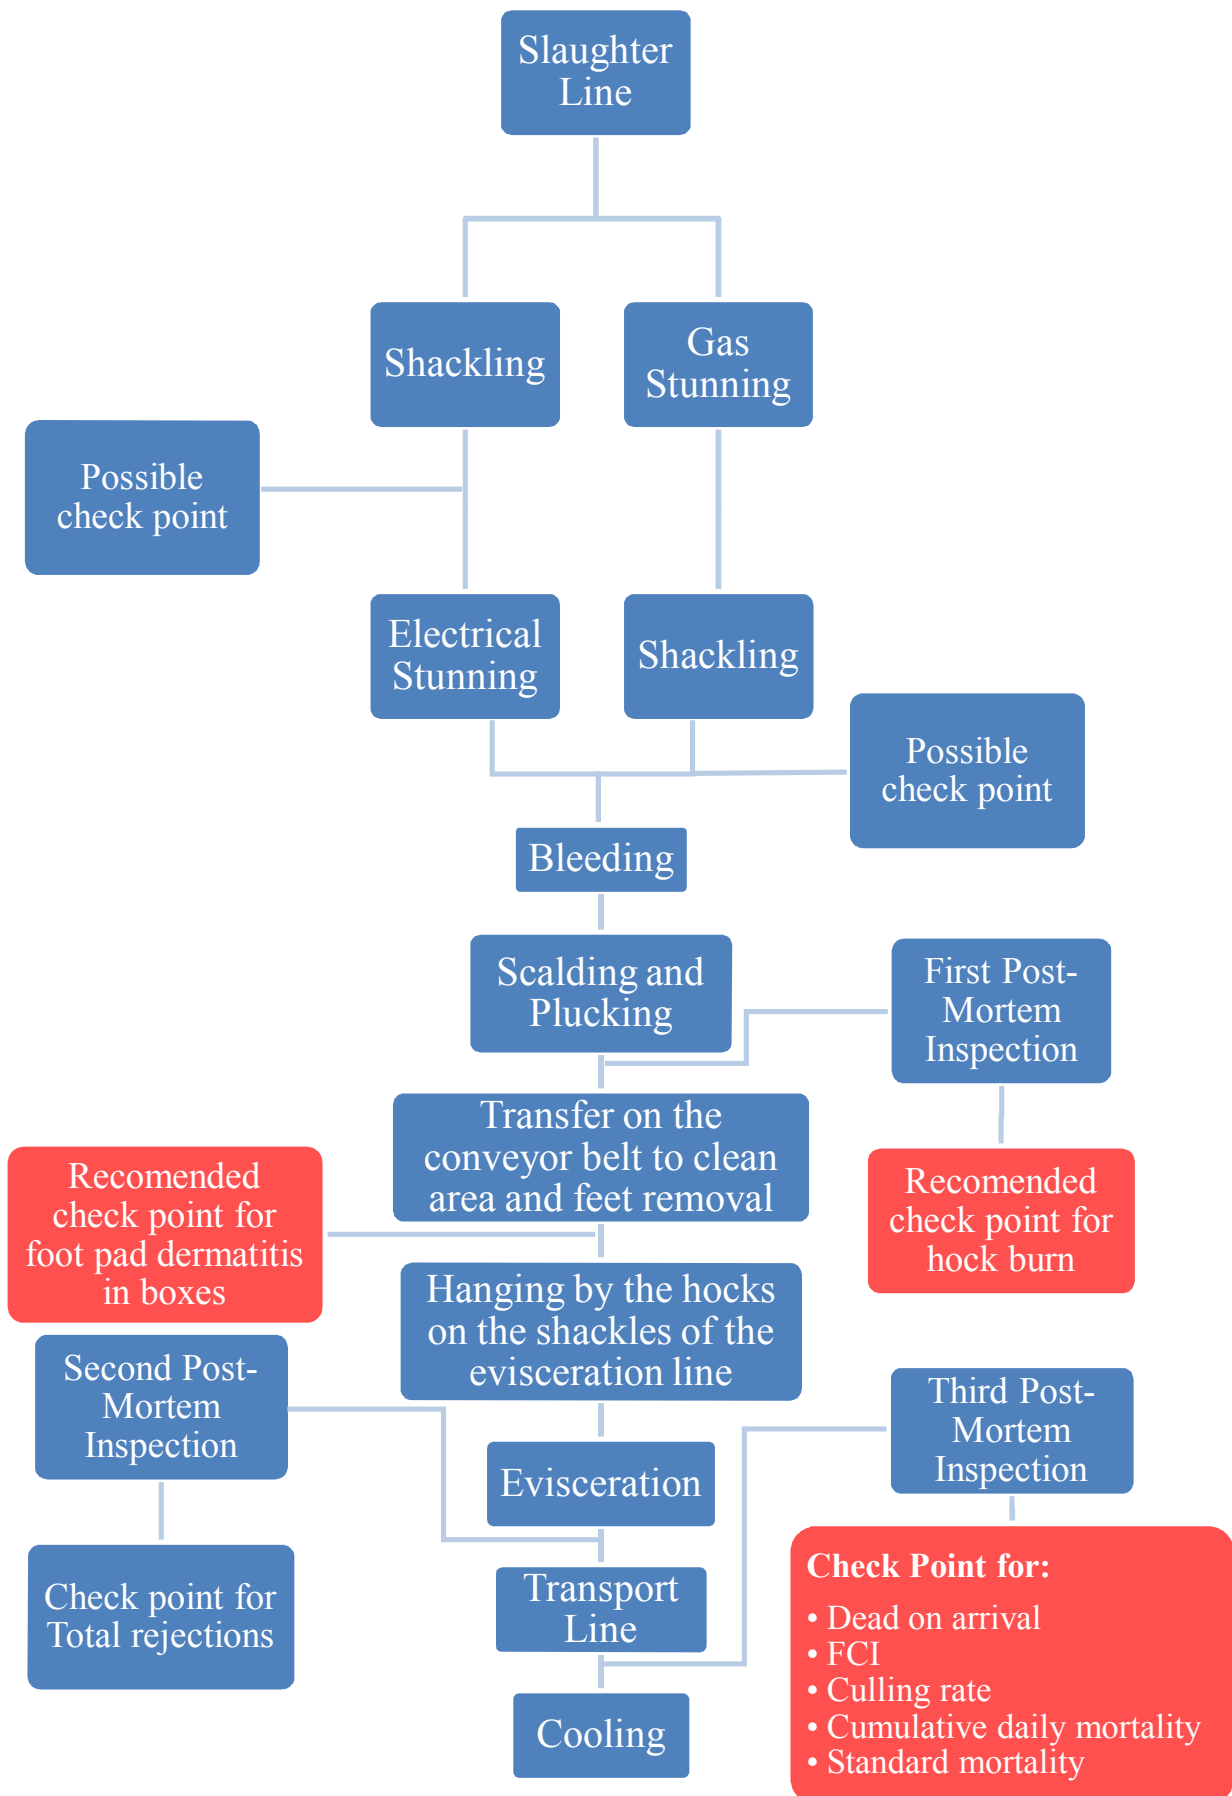 Slaughter
Line
Shackling
Gas
Stunning
Possible
check point
Electrical
Stunning
Shackling
Possible
check point
Bleeding
Scalding and
Plucking
First Post-
Mortem
Inspection
Transfer on the
conveyor belt to clean
area and feet removal
Recomended
check point for
foot pad dermatitis
in boxes
Recomended
check point for
hock burn
Hanging by the hocks
on the shackles of the
evisceration line
Second Post-
Mortem
Inspection
Third Post-
Mortem
Inspection
Evisceration
Check point for
Total rejections
Transport
Line
Check Point for:
• Dead on arrival
• FCI
• Culling rate
• Cumulative daily mortality
• Standard mortality
Cooling